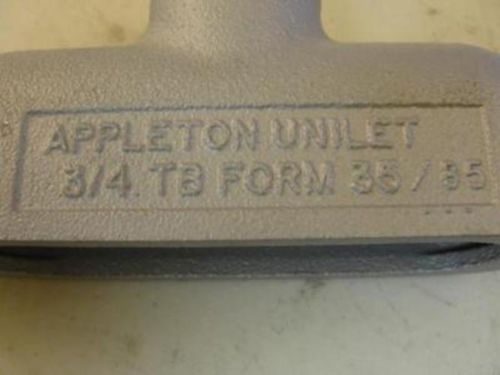 APPLETON UNILET
3/4 TB FORM 35/85